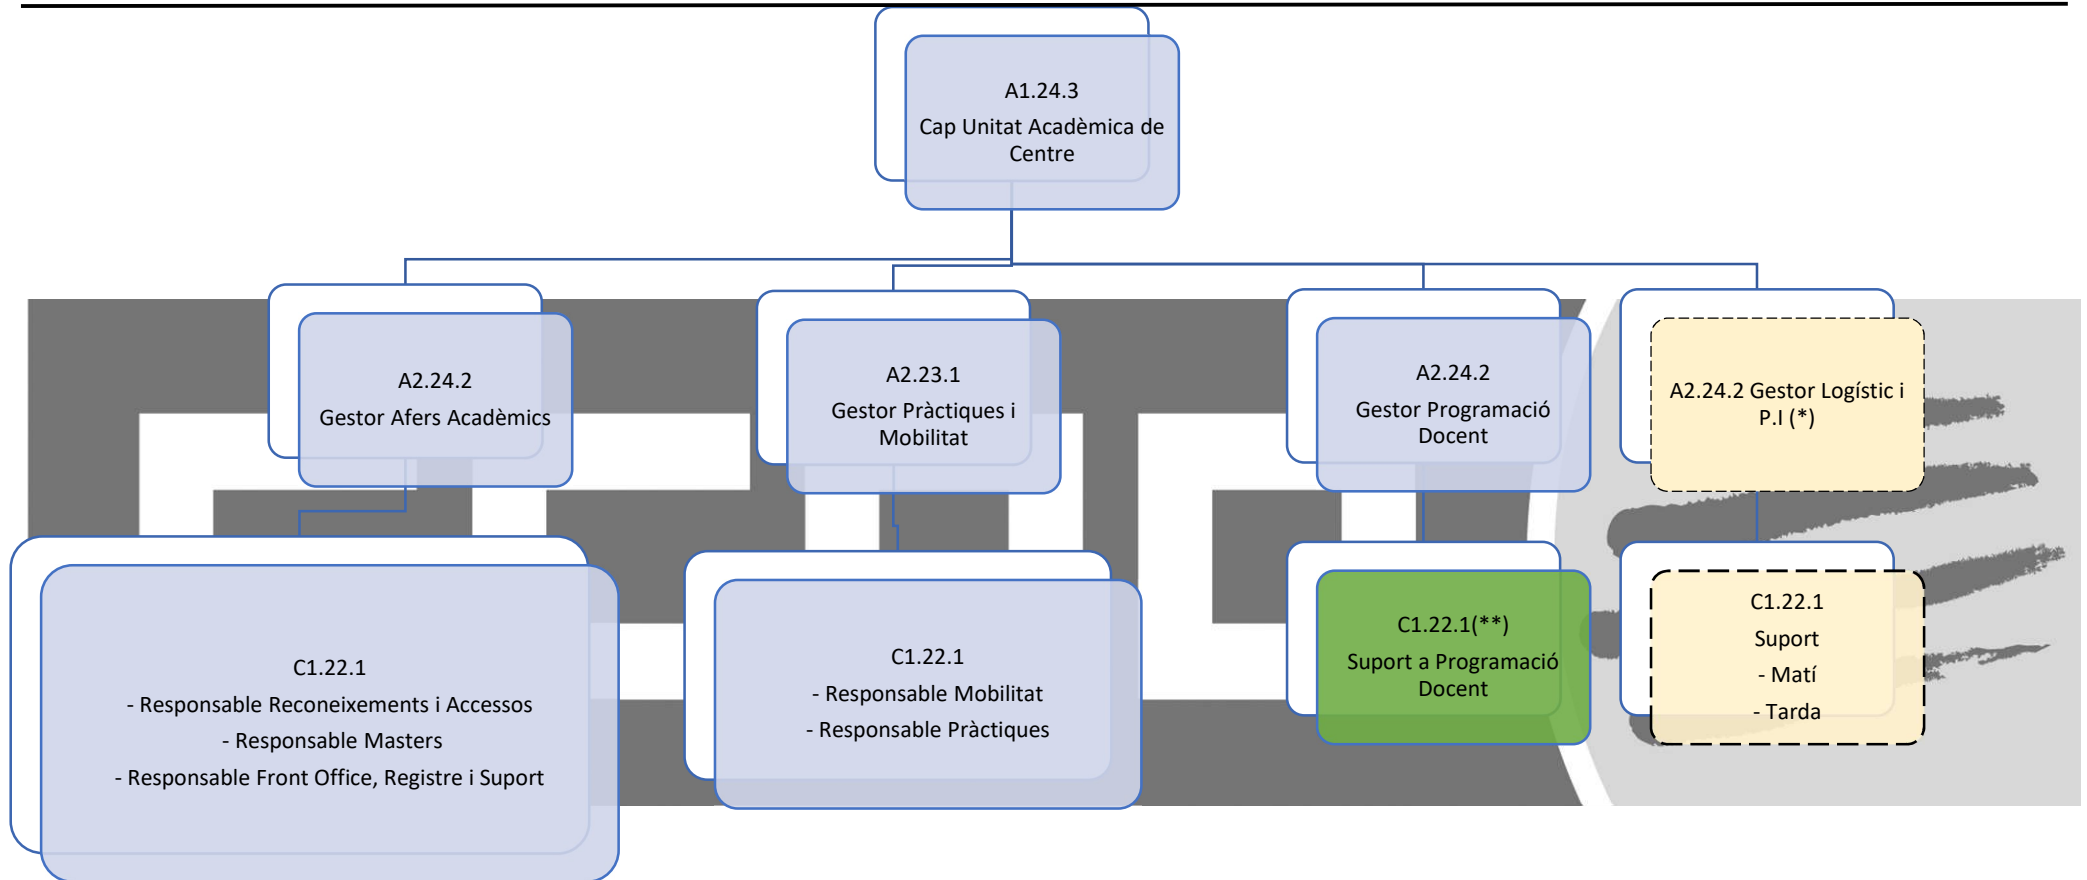 A1.24.3
Cap Unitat Acadèmica de
Centre
A2.24.2
Gestor Afers Acadèmics
A2.23.1
Gestor Pràctiques i
Mobilitat
A2.24.2
Gestor Programació
Docent
A2.24.2 Gestor Logístic i
P.I (*)
C1.22.1
- Responsable Reconeixements i Accessos
- Responsable Masters
- Responsable Front Office, Registre i Suport
C1.22.1
- Responsable Mobilitat
- Responsable Pràctiques
C1.22.1(**)
Suport a Programació
Docent
C1.22.1
Suport
- Matí
- Tarda